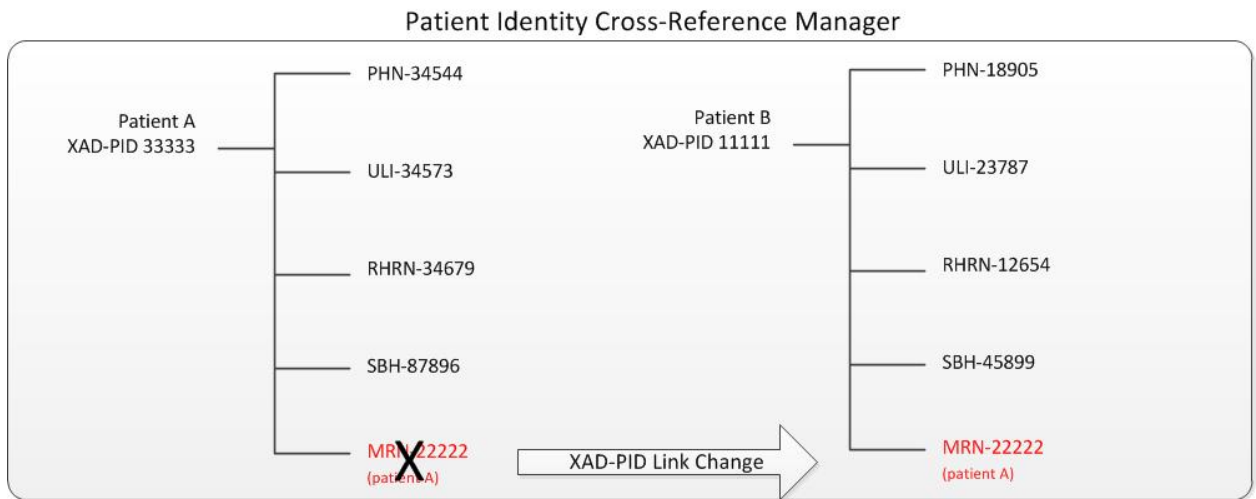 Patient Identity Cross-Reference Manager
Patient A
XAD-PID 33333
PHN-34544
ULI-34573
RHRN-34679
SBH-87896
MRN-22222
(patient A)
XAD-PID Link Change
Patient B
XAD-PID 11111
PHN-18905
ULI-23787
RHRN-12654
SBH-45899
MRN-22222
(patient A)